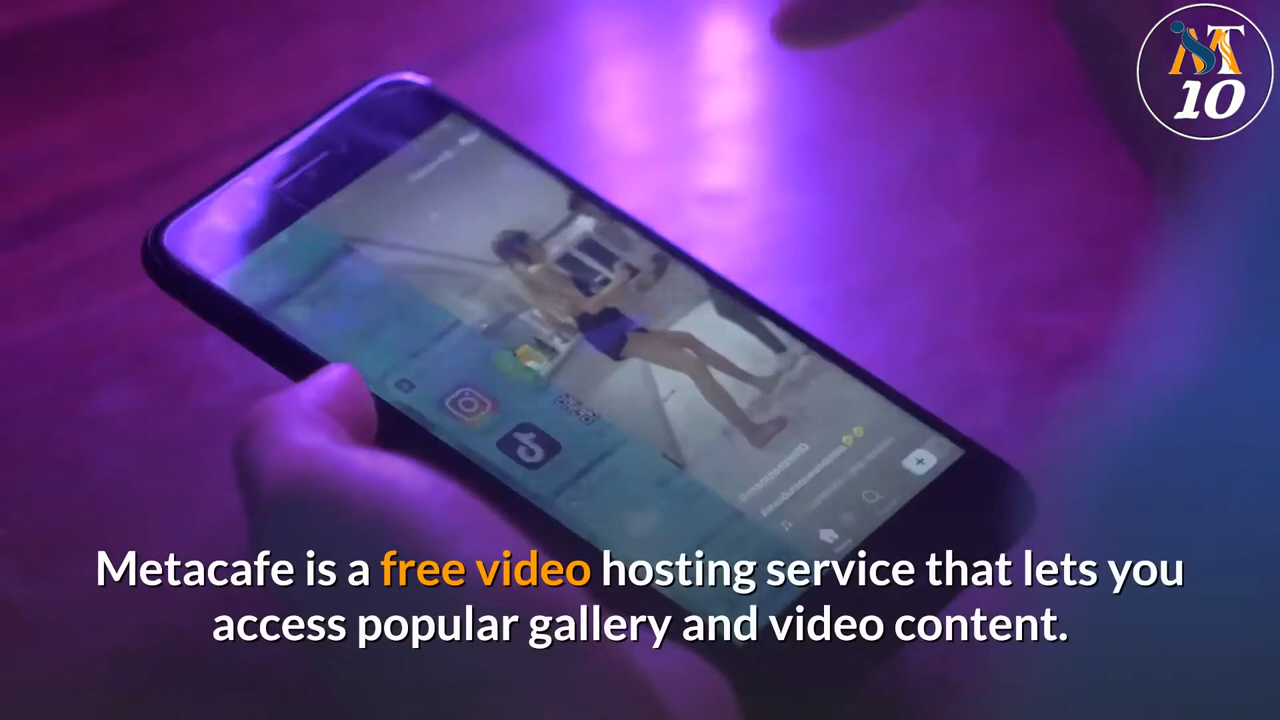 MT
10
Metacafe is a free video hosting service that lets you
access popular gallery and video content.